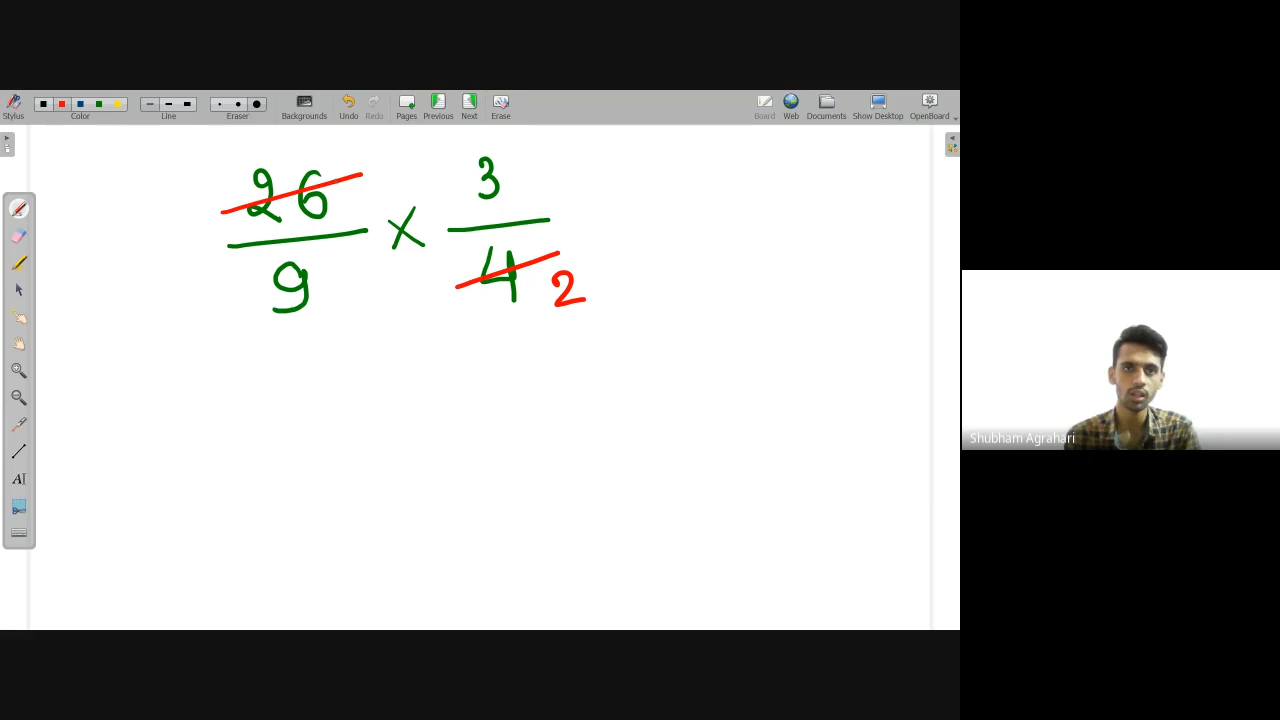 Stylus Color Line Eraser Backgrounds Undo Redo Pages Previous Next Erase Board Web Documents Show Desktop OpenBoard
26 3
— × —
9 4 2
AI
Shubham Agrahari